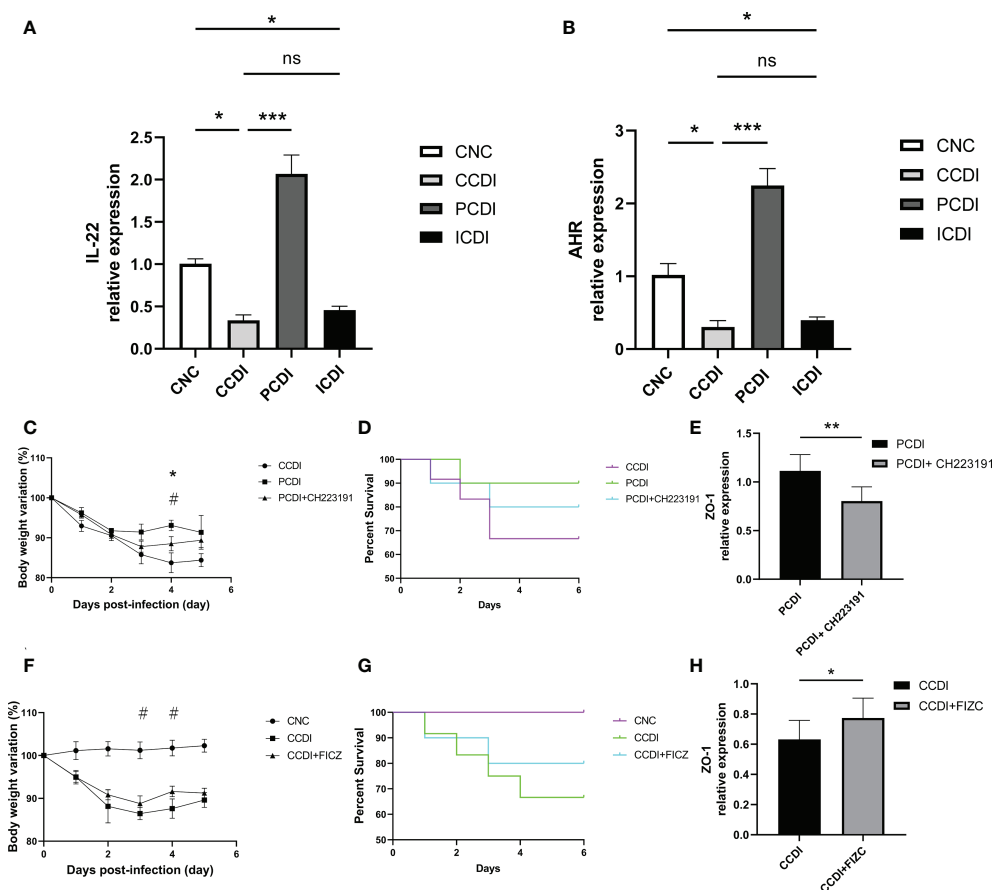 A
*
ns
*
***
2.5
2.0
1.5
1.0
0.5
0.0
IL-22
relative expression
CNC
CCDI
PCDI
ICDI
CNC
CCDI
PCDI
ICDI
B
*
ns
*
***
3
2
1
0
AHR
relative expression
CNC
CCDI
PCDI
ICDI
CNC
CCDI
PCDI
ICDI
C
110
100
90
80
Body weight variation (%)
*
#
0
2
4
6
Days post-infection (day)
CCDI
PCDI
PCDI+CH223191
D
100
90
80
70
60
50
Percent Survival
0
2
4
6
Days
CCDI
PCDI
PCDI+CH223191
E
1.5
1.0
0.5
0.0
ZO-1
relative expression
**
PCDI
PCDI+ CH223191
PCDI
PCDI+ CH223191
F
110
100
90
80
Body weight variation (%)
#
#
0
2
4
6
Days post-infection (day)
CNC
CCDI
CCDI+FICZ
G
100
90
80
70
60
50
Percent Survival
0
2
4
6
Days
CNC
CCDI
CCDI+FICZ
H
1.0
0.8
0.6
0.4
0.2
0.0
ZO-1
relative expression
*
CCDI
CCDI+FIZC
CCDI
CCDI+FIZC